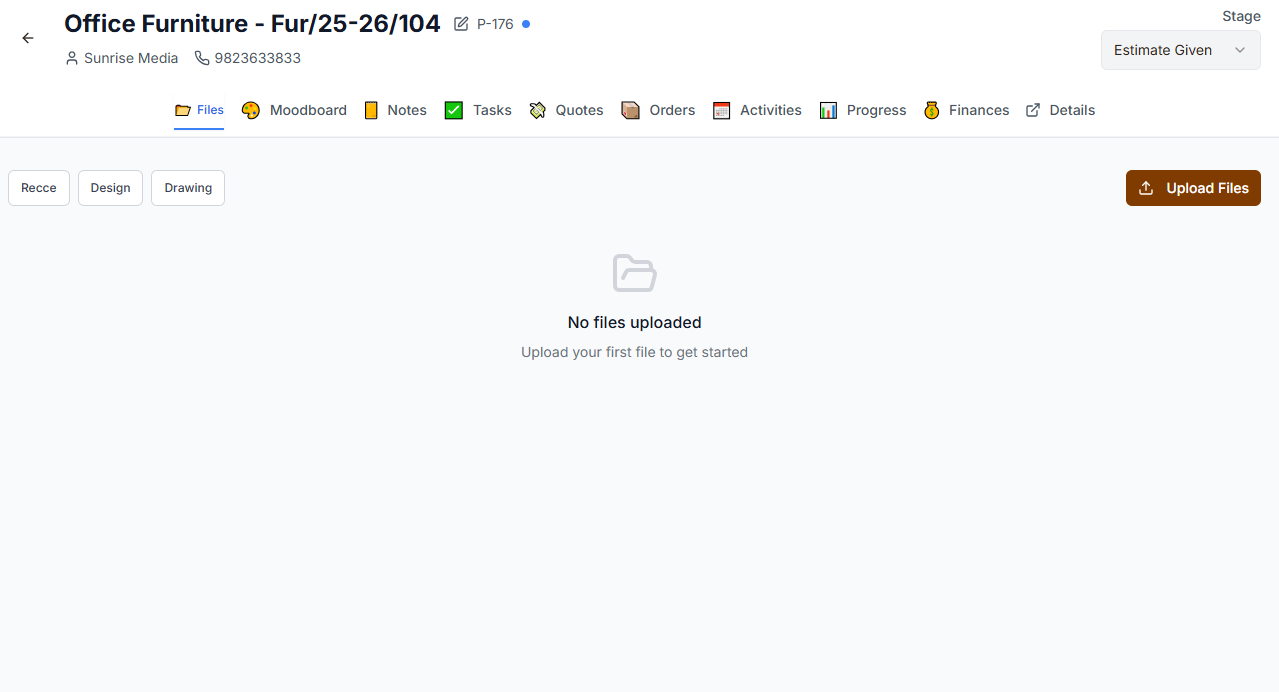 Office Furniture - Fur/25-26/104
P-176
Stage
Sunrise Media
9823633833
Estimate Given
Files
Moodboard
Notes
Tasks
Quotes
Orders
Activities
Progress
Finances
Details
Recce
Design
Drawing
Upload Files
No files uploaded
Upload your first file to get started